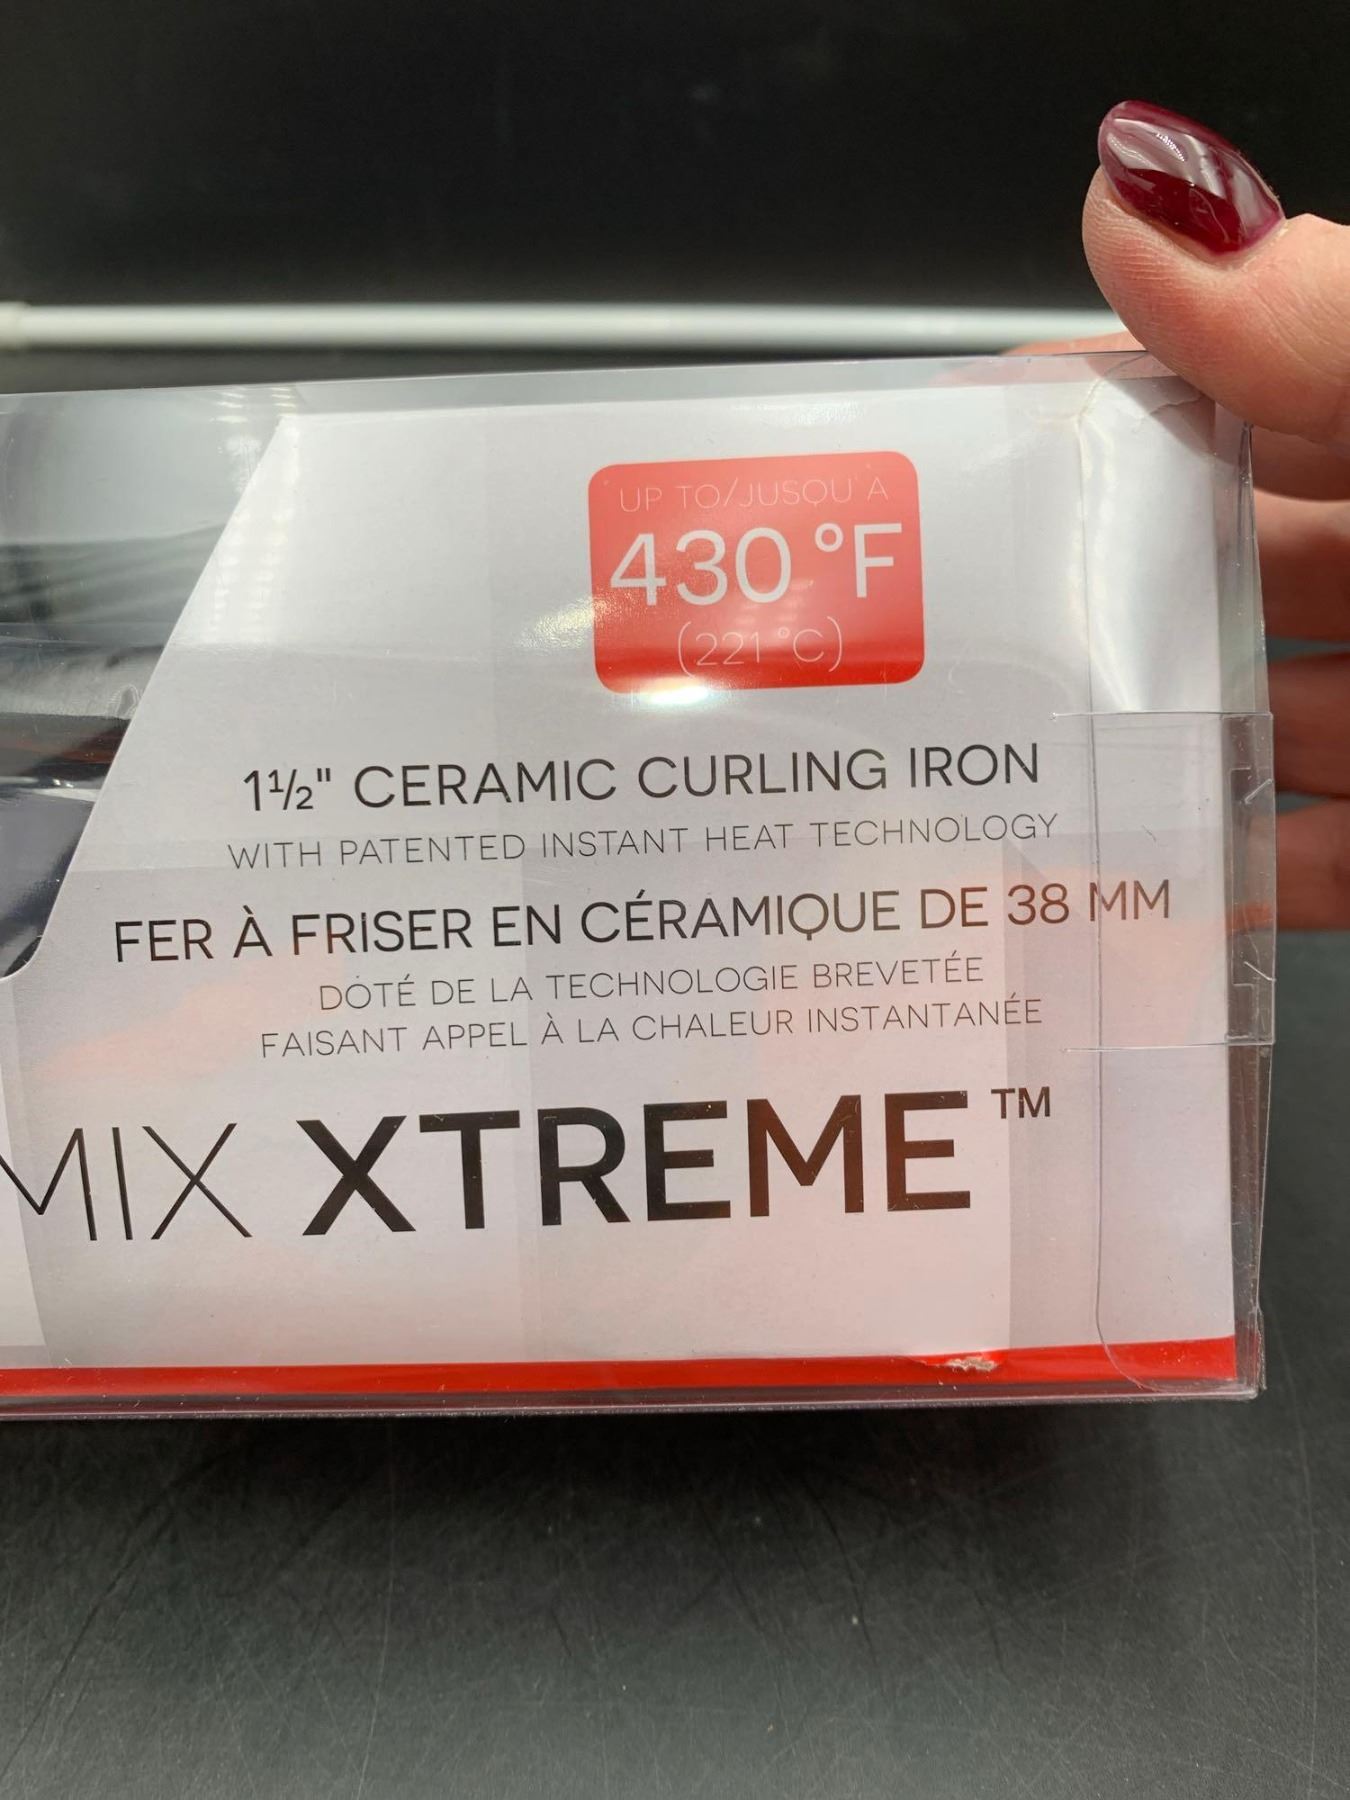 UP TO/JUSQU'À
430 °F
(221 °C)
1½" CERAMIC CURLING IRON
WITH PATENTED INSTANT HEAT TECHNOLOGY
FER À FRISER EN CÉRAMIQUE DE 38 MM
DOTÉ DE LA TECHNOLOGIE BREVETÉE
FAISANT APPEL À LA CHALEUR INSTANTANÉE
MIX XTREME™